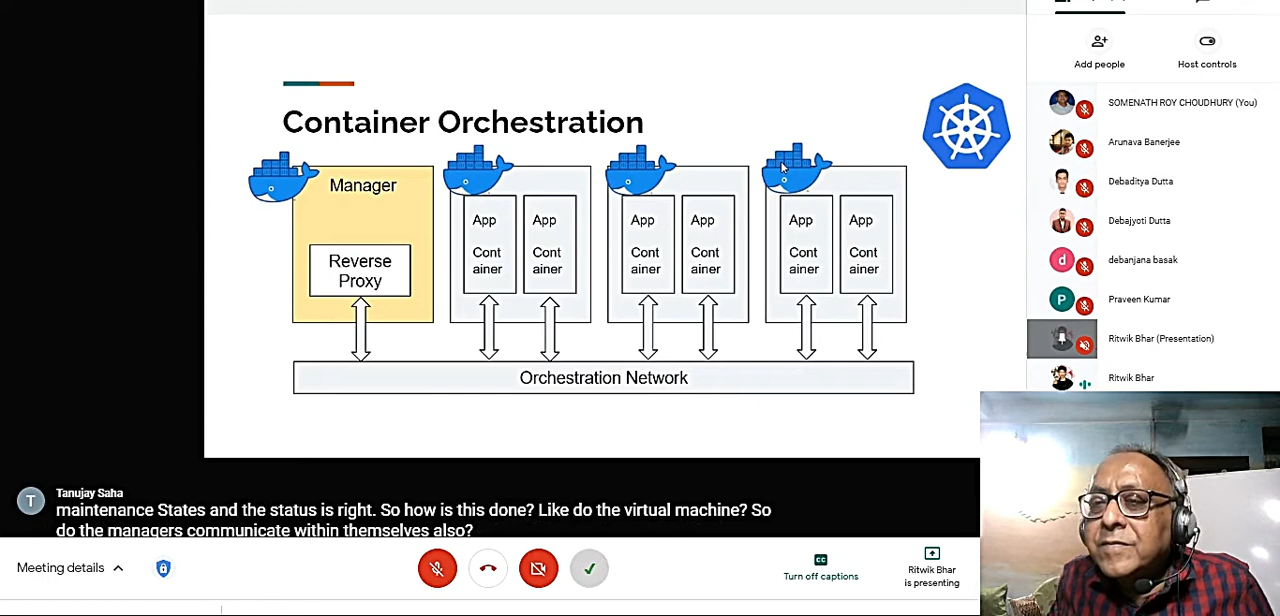 Container Orchestration
Manager
Reverse
Proxy
App
Cont
ainer
App
Cont
ainer
App
Cont
ainer
App
Cont
ainer
App
Cont
ainer
App
Cont
ainer
Orchestration Network
Add people
Host controls
SOMENATH ROY CHOUDHURY (You)
Arunava Banerjee
Debaditya Dutta
Debajyoti Dutta
d
debanjana basak
P
Praveen Kumar
Ritwik Bhar (Presentation)
Ritwik Bhar
T
Tanujay Saha
maintenance States and the status is right. So how is this done? Like do the virtual machine? So
do the managers communicate within themselves also?
Meeting details
CC
Turn off captions
Ritwik Bhar
is presenting